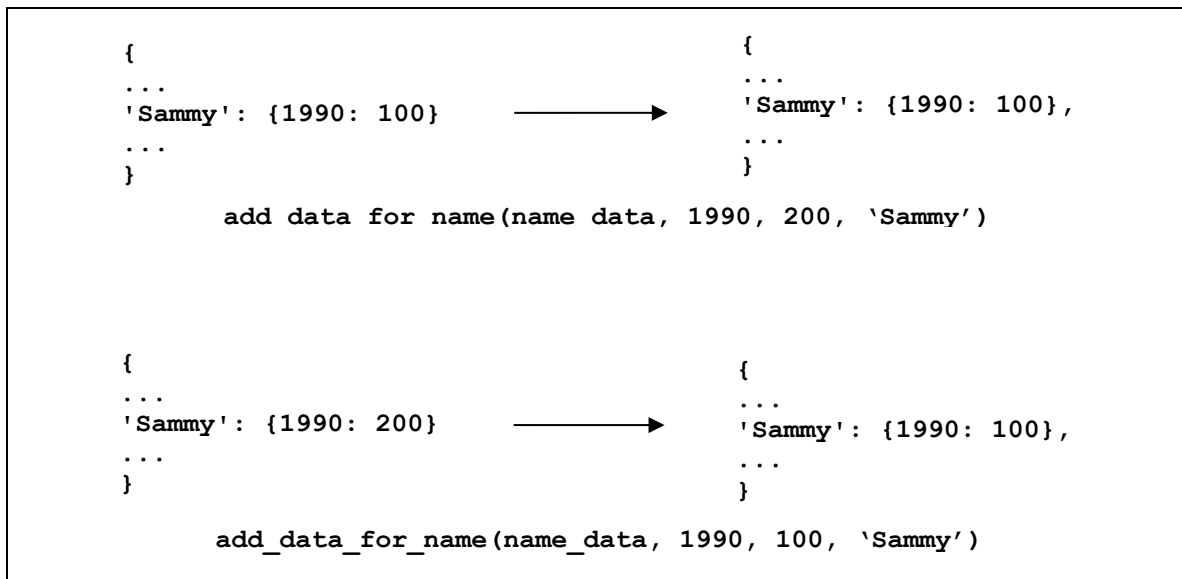 {
...
'Sammy': {1990: 100}
...
}
{
...
'Sammy': {1990: 100},
...
}
add data for name(name data, 1990, 200, ‘Sammy’)
{
...
'Sammy': {1990: 200}
...
}
{
...
'Sammy': {1990: 100},
...
}
add_data_for_name(name_data, 1990, 100, ‘Sammy’)